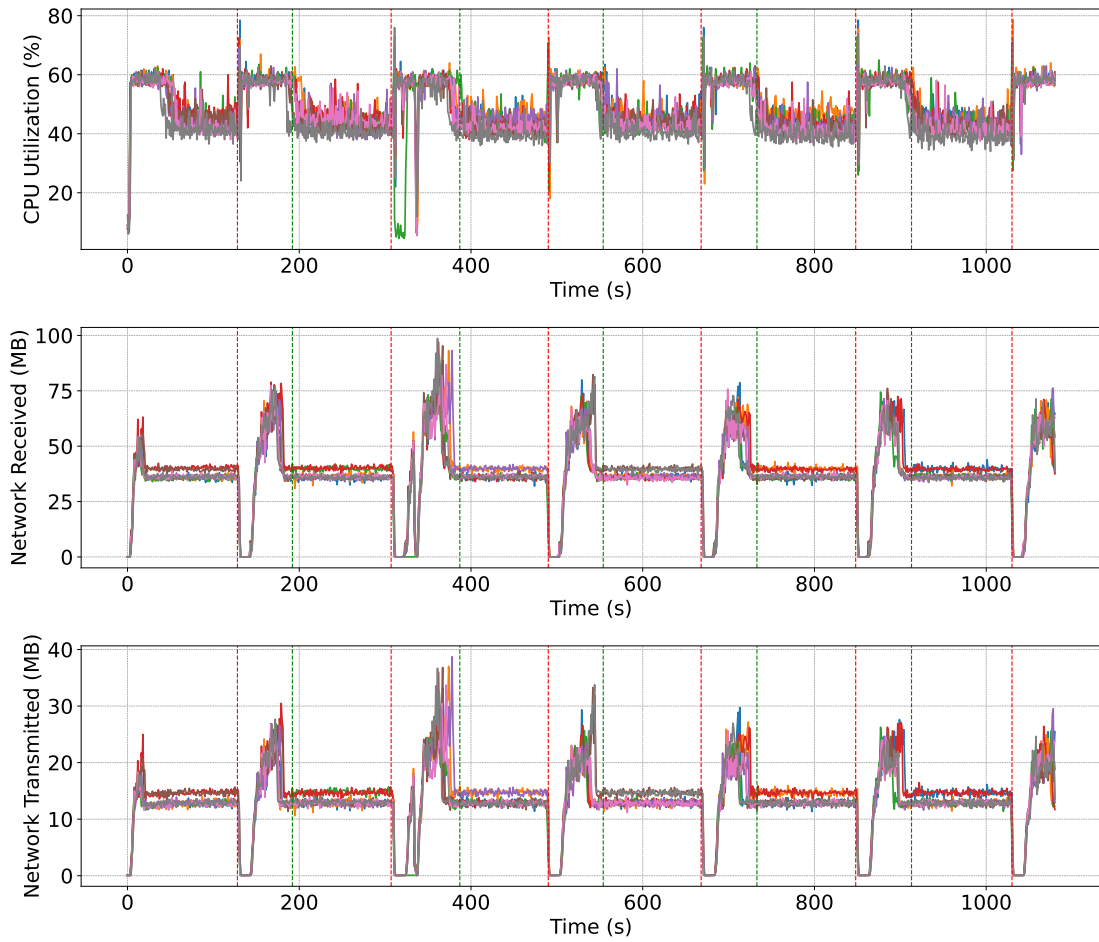 80
60
40
20
CPU Utilization (%)
0 200 400 600 800 1000
Time (s)
100
75
50
25
0
Network Received (MB)
0 200 400 600 800 1000
Time (s)
40
30
20
10
0
Network Transmitted (MB)
0 200 400 600 800 1000
Time (s)